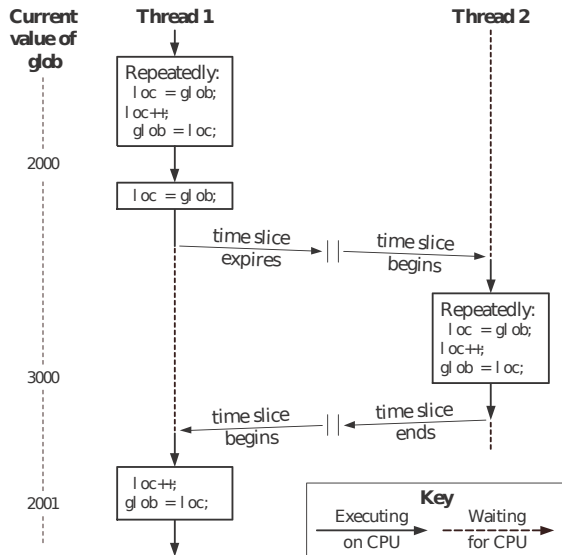 Current value of glob
Thread 1
Thread 2
Repeatedly:
loc = glob;
loc++;
glob = loc;
2000
loc = glob;
time slice expires
time slice begins
Repeatedly:
loc = glob;
loc++;
glob = loc;
3000
time slice begins
time slice ends
loc++;
glob = loc;
2001
Key
Executing on CPU
Waiting for CPU